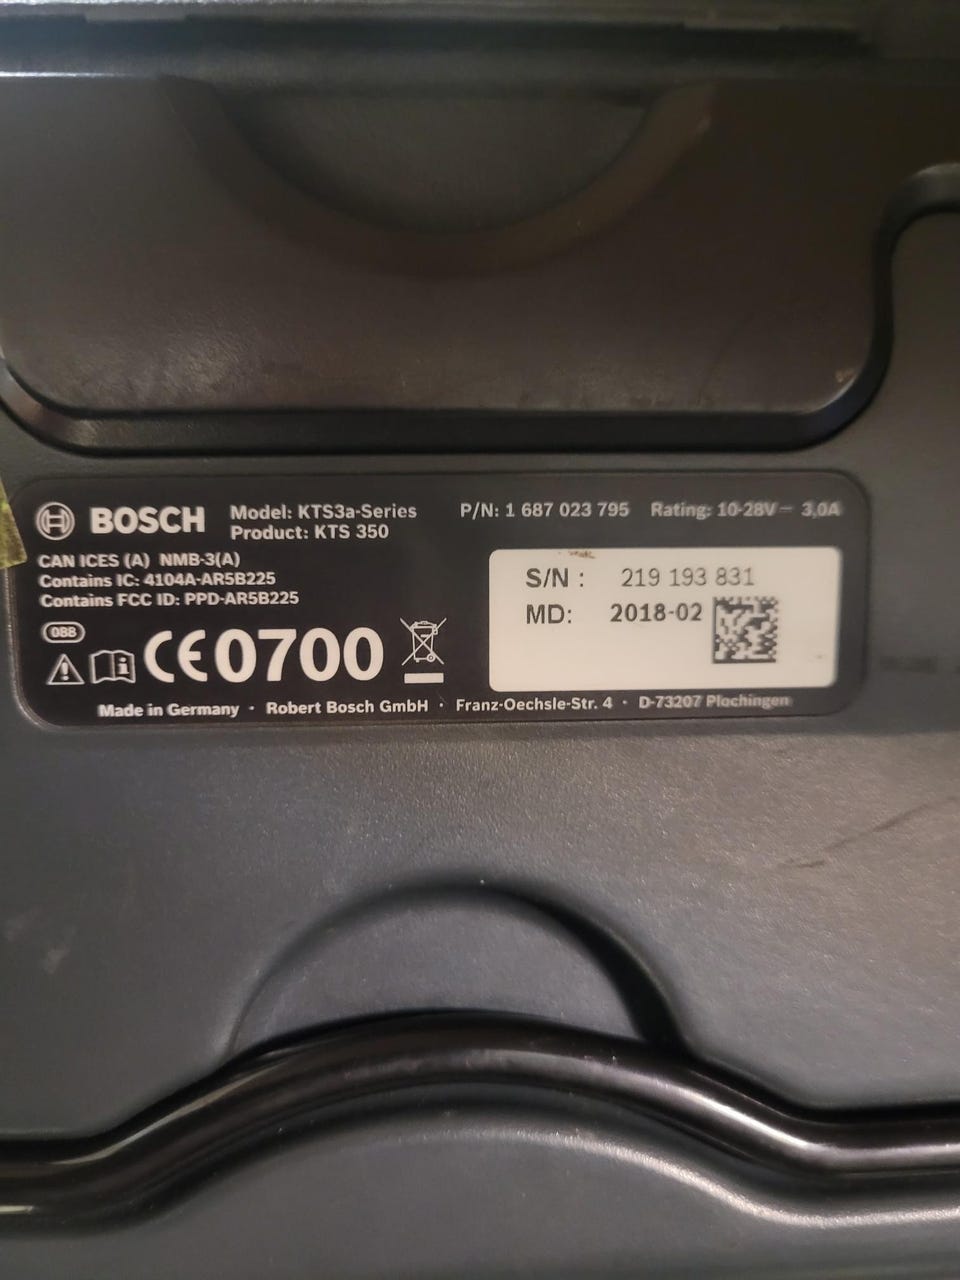 BOSCH
Model: KTS3a-Series
Product: KTS 350
P/N: 1 687 023 795
Rating: 10-28V⎓ 3,0A
CAN ICES (A) NMB-3(A)
Contains IC: 4104A-AR5B225
Contains FCC ID: PPD-AR5B225
088
CE0700
S/N : 219 193 831
MD: 2018-02
Made in Germany · Robert Bosch GmbH · Franz-Oechsle-Str. 4 · D-73207 Plochingen